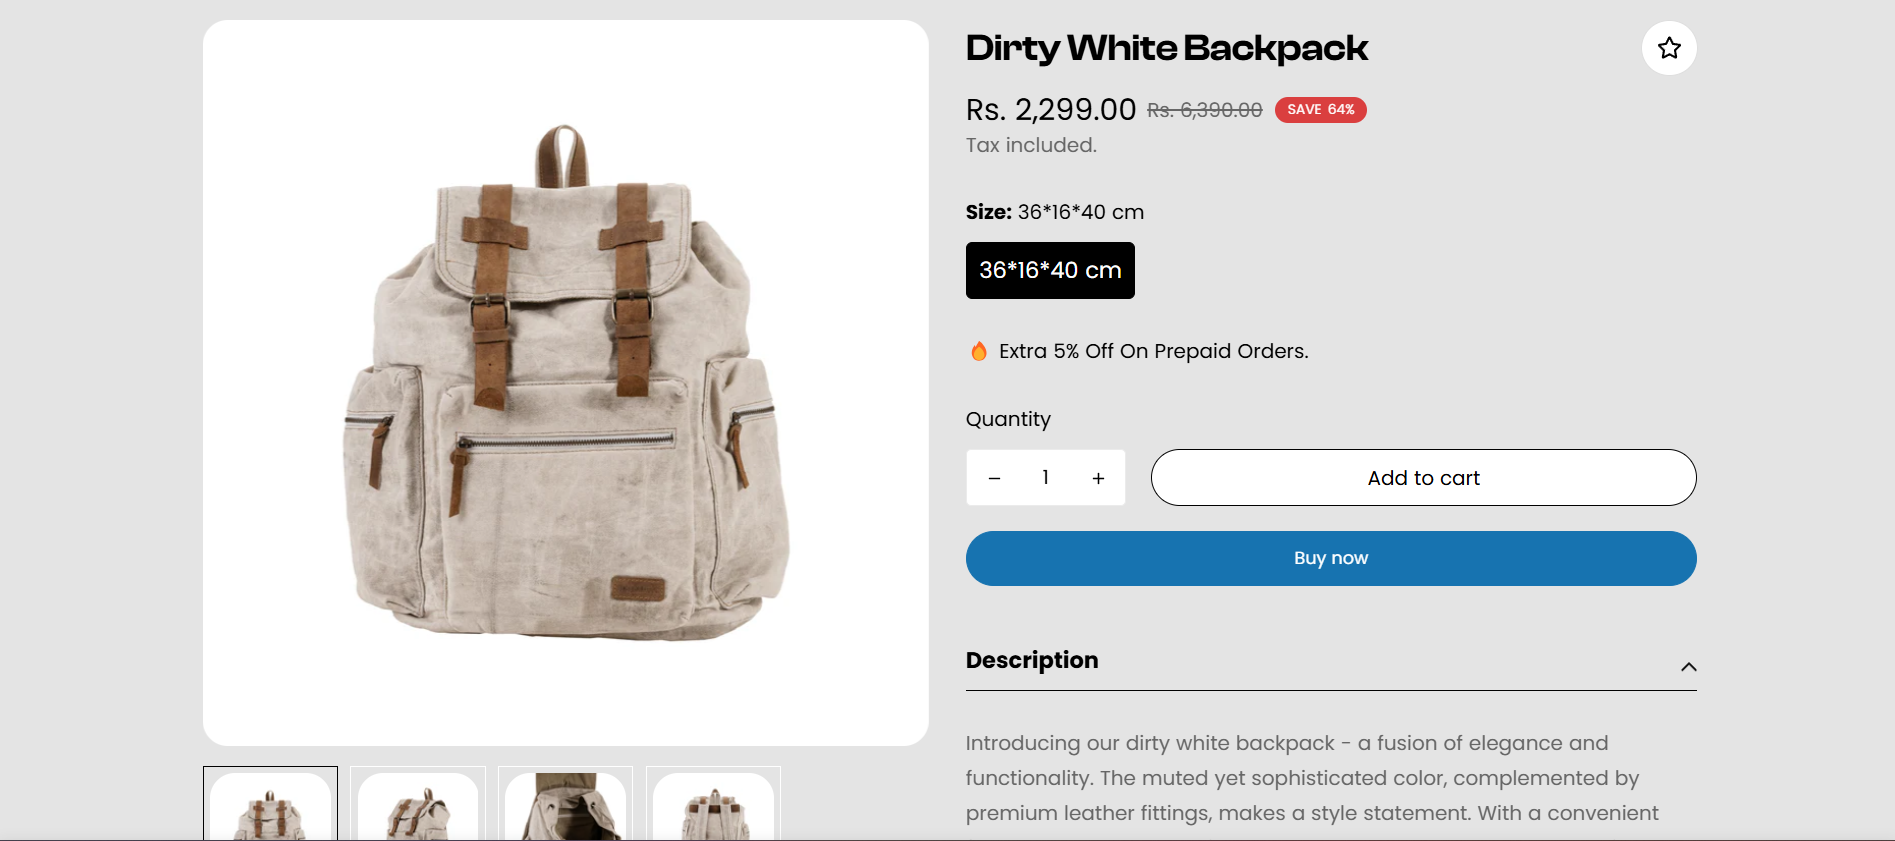 Dirty White Backpack
Rs. 2,299.00 Rs. 6,390.00 SAVE 64%
Tax included.
Size: 36*16*40 cm
36*16*40 cm
🔥 Extra 5% Off On Prepaid Orders.
Quantity
− 1 +
Add to cart
Buy now
Description
Introducing our dirty white backpack - a fusion of elegance and
functionality. The muted yet sophisticated color, complemented by
premium leather fittings, makes a style statement. With a convenient